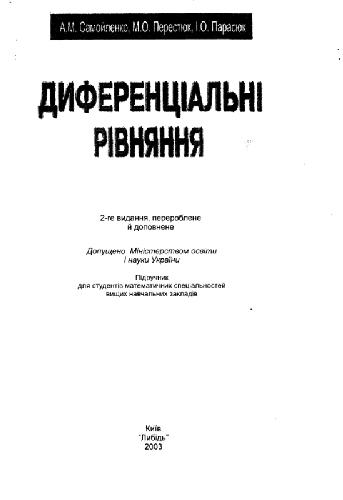 А.М. Самойленко, М.О. Перестюк, І.О. Парасюк
ДИФЕРЕНЦІАЛЬНІ
РІВНЯННЯ
2-ге видання, перероблене
й доповнене
Допущено Міністерством освіти
і науки України
Підручник
для студентів математичних спеціальностей
вищих навчальних закладів
Київ
"Либідь"
2003